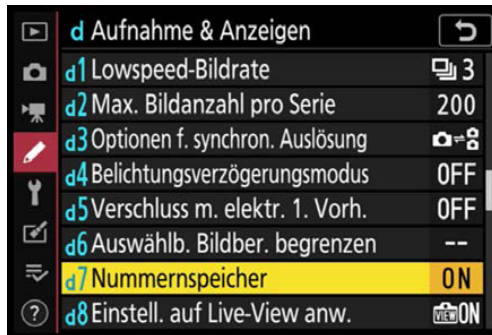 d Aufnahme & Anzeigen
d1 Lowspeed-Bildrate 3
d2 Max. Bildanzahl pro Serie 200
d3 Optionen f. synchron. Auslösung
d4 Belichtungsverzögerungsmodus OFF
d5 Verschluss m. elektr. 1. Vorh. OFF
d6 Auswählb. Bildber. begrenzen --
d7 Nummernspeicher ON
d8 Einstell. auf Live-View anw. VIEW ON